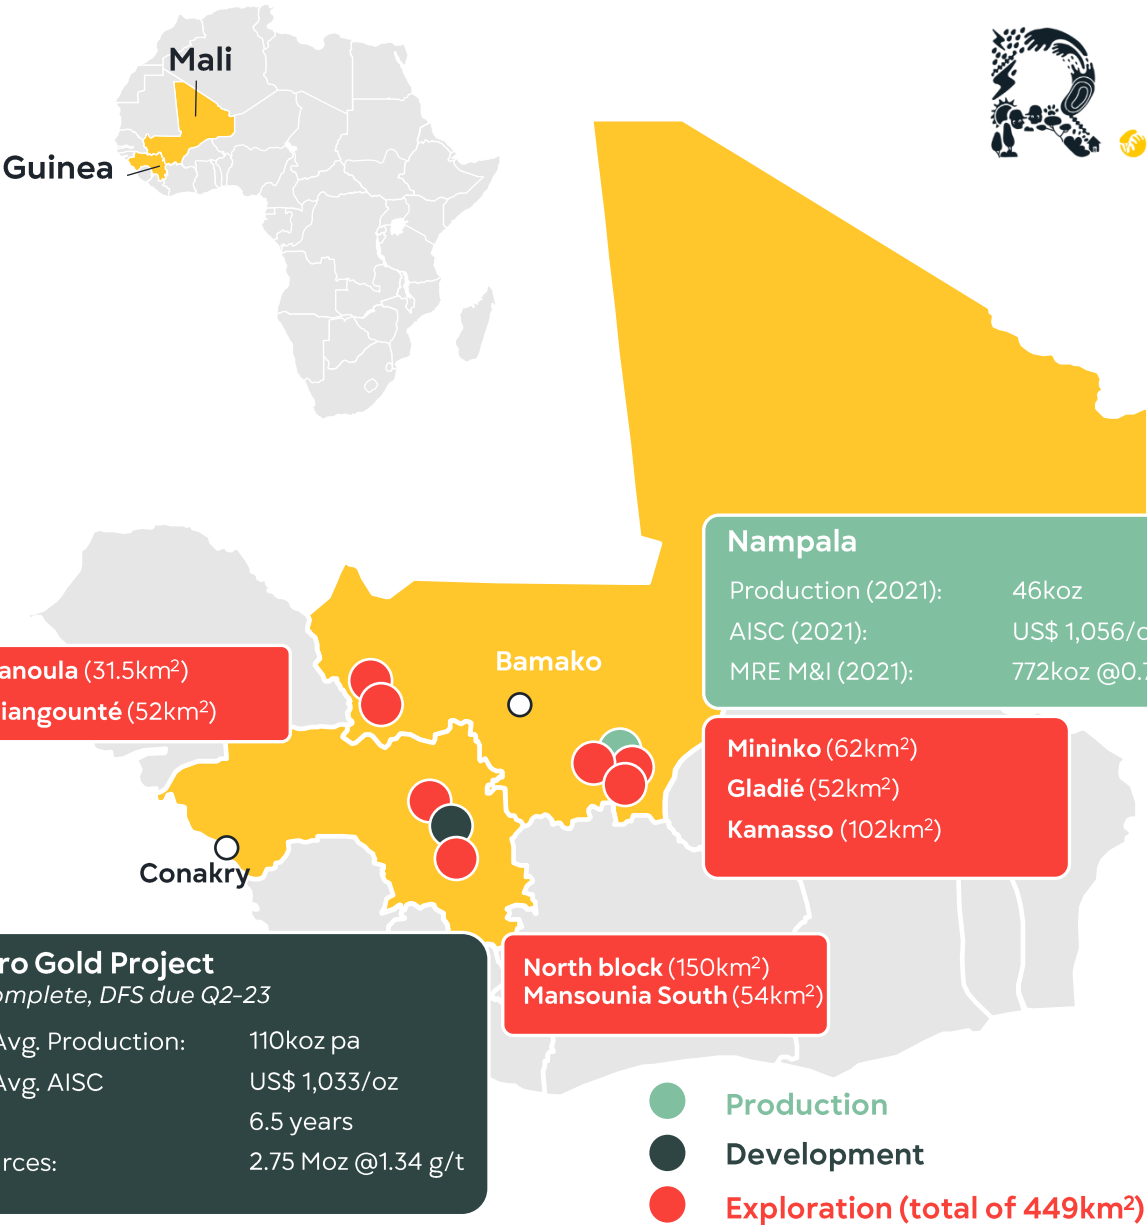 Mali
Guinea
Nampala
Production (2021): 46koz
AISC (2021): US$ 1,056/o
MRE M&I (2021): 772koz @0.7
Bamako
anoula (31.5km²)
iangounté (52km²)
Mininko (62km²)
Gladié (52km²)
Kamasso (102km²)
Conakry
ro Gold Project
omplete, DFS due Q2-23
Avg. Production: 110koz pa
Avg. AISC US$ 1,033/oz
6.5 years
rces: 2.75 Moz @1.34 g/t
North block (150km²)
Mansounia South (54km²)
Production
Development
Exploration (total of 449km²)